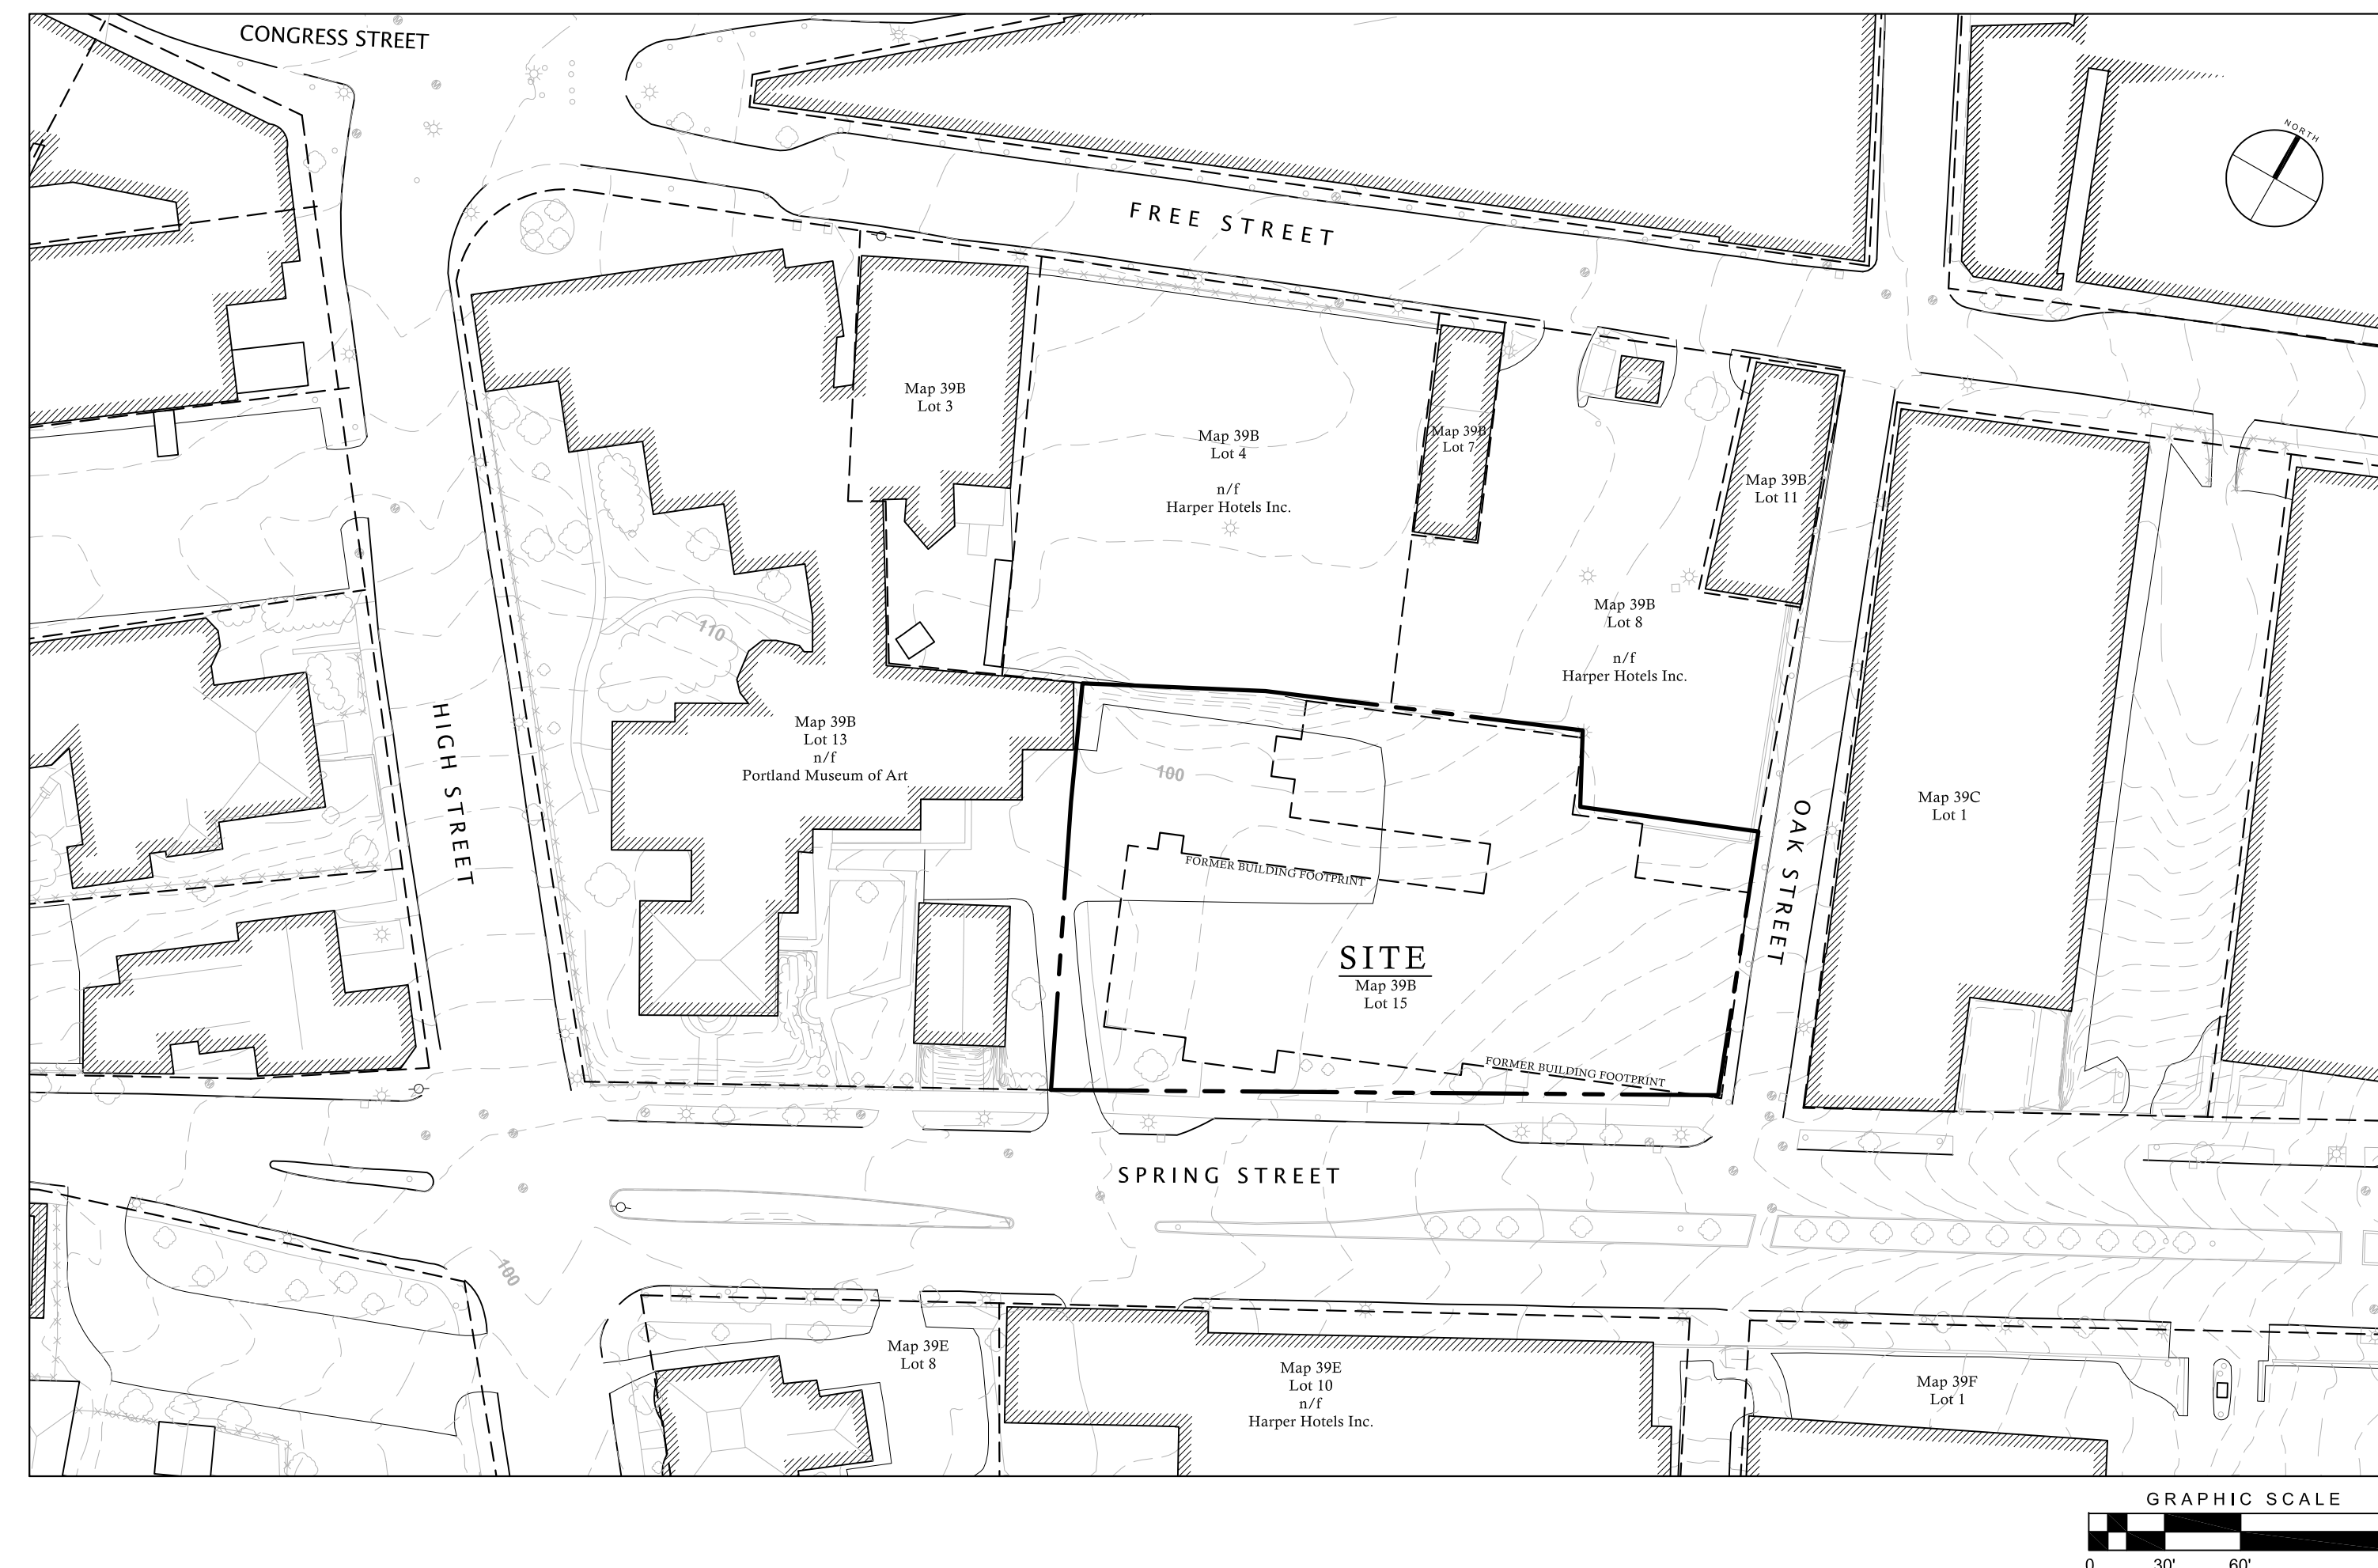 CONGRESS STREET
NORTH
FREE STREET
Map 39B
Lot 3
Map 39B
Lot 4
n/f
Harper Hotels Inc.
Map 39B
Lot 7
Map 39B
Lot 11
Map 39B
Lot 8
n/f
Harper Hotels Inc.
110
HIGH STREET
Map 39B
Lot 13
n/f
Portland Museum of Art
100
OAK STREET
Map 39C
Lot 1
FORMER BUILDING FOOTPRINT
SITE
Map 39B
Lot 15
FORMER BUILDING FOOTPRINT
SPRING STREET
100
Map 39E
Lot 8
Map 39E
Lot 10
n/f
Harper Hotels Inc.
Map 39F
Lot 1
GRAPHIC SCALE
0 30' 60'